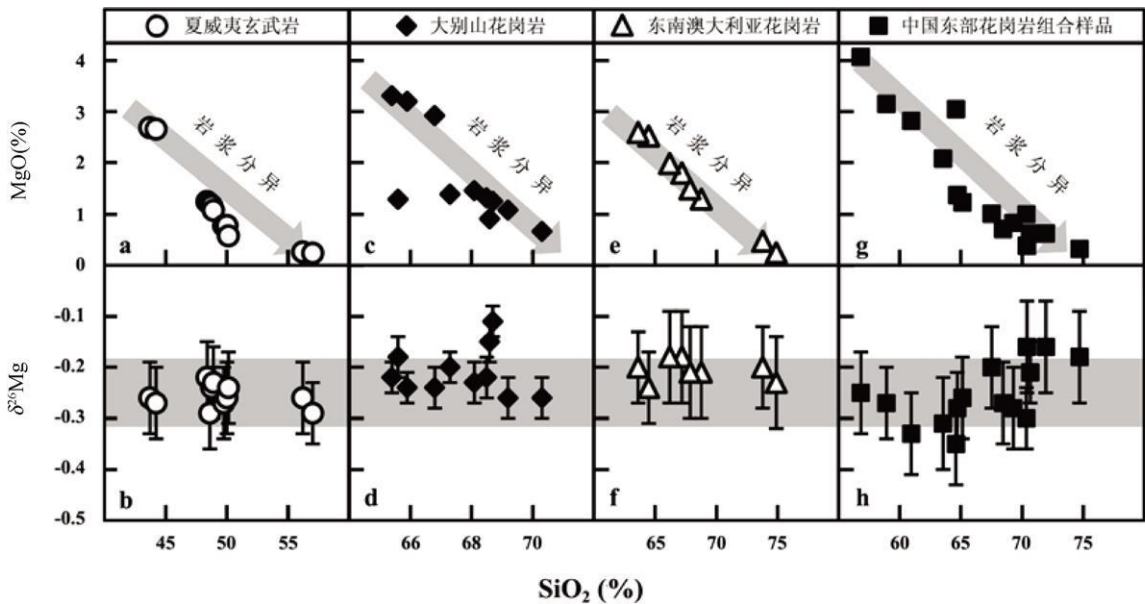 夏威夷玄武岩
大别山花岗岩
东南澳大利亚花岗岩
中国东部花岗岩组合样品
MgO(%)
4
3
2
1
0
岩浆分异
岩浆分异
岩浆分异
岩浆分异
a
c
e
g
δ²⁶Mg
-0.1
-0.2
-0.3
-0.4
-0.5
b
d
f
h
45 50 55 66 68 70 65 70 75 60 65 70 75
SiO₂ (%)